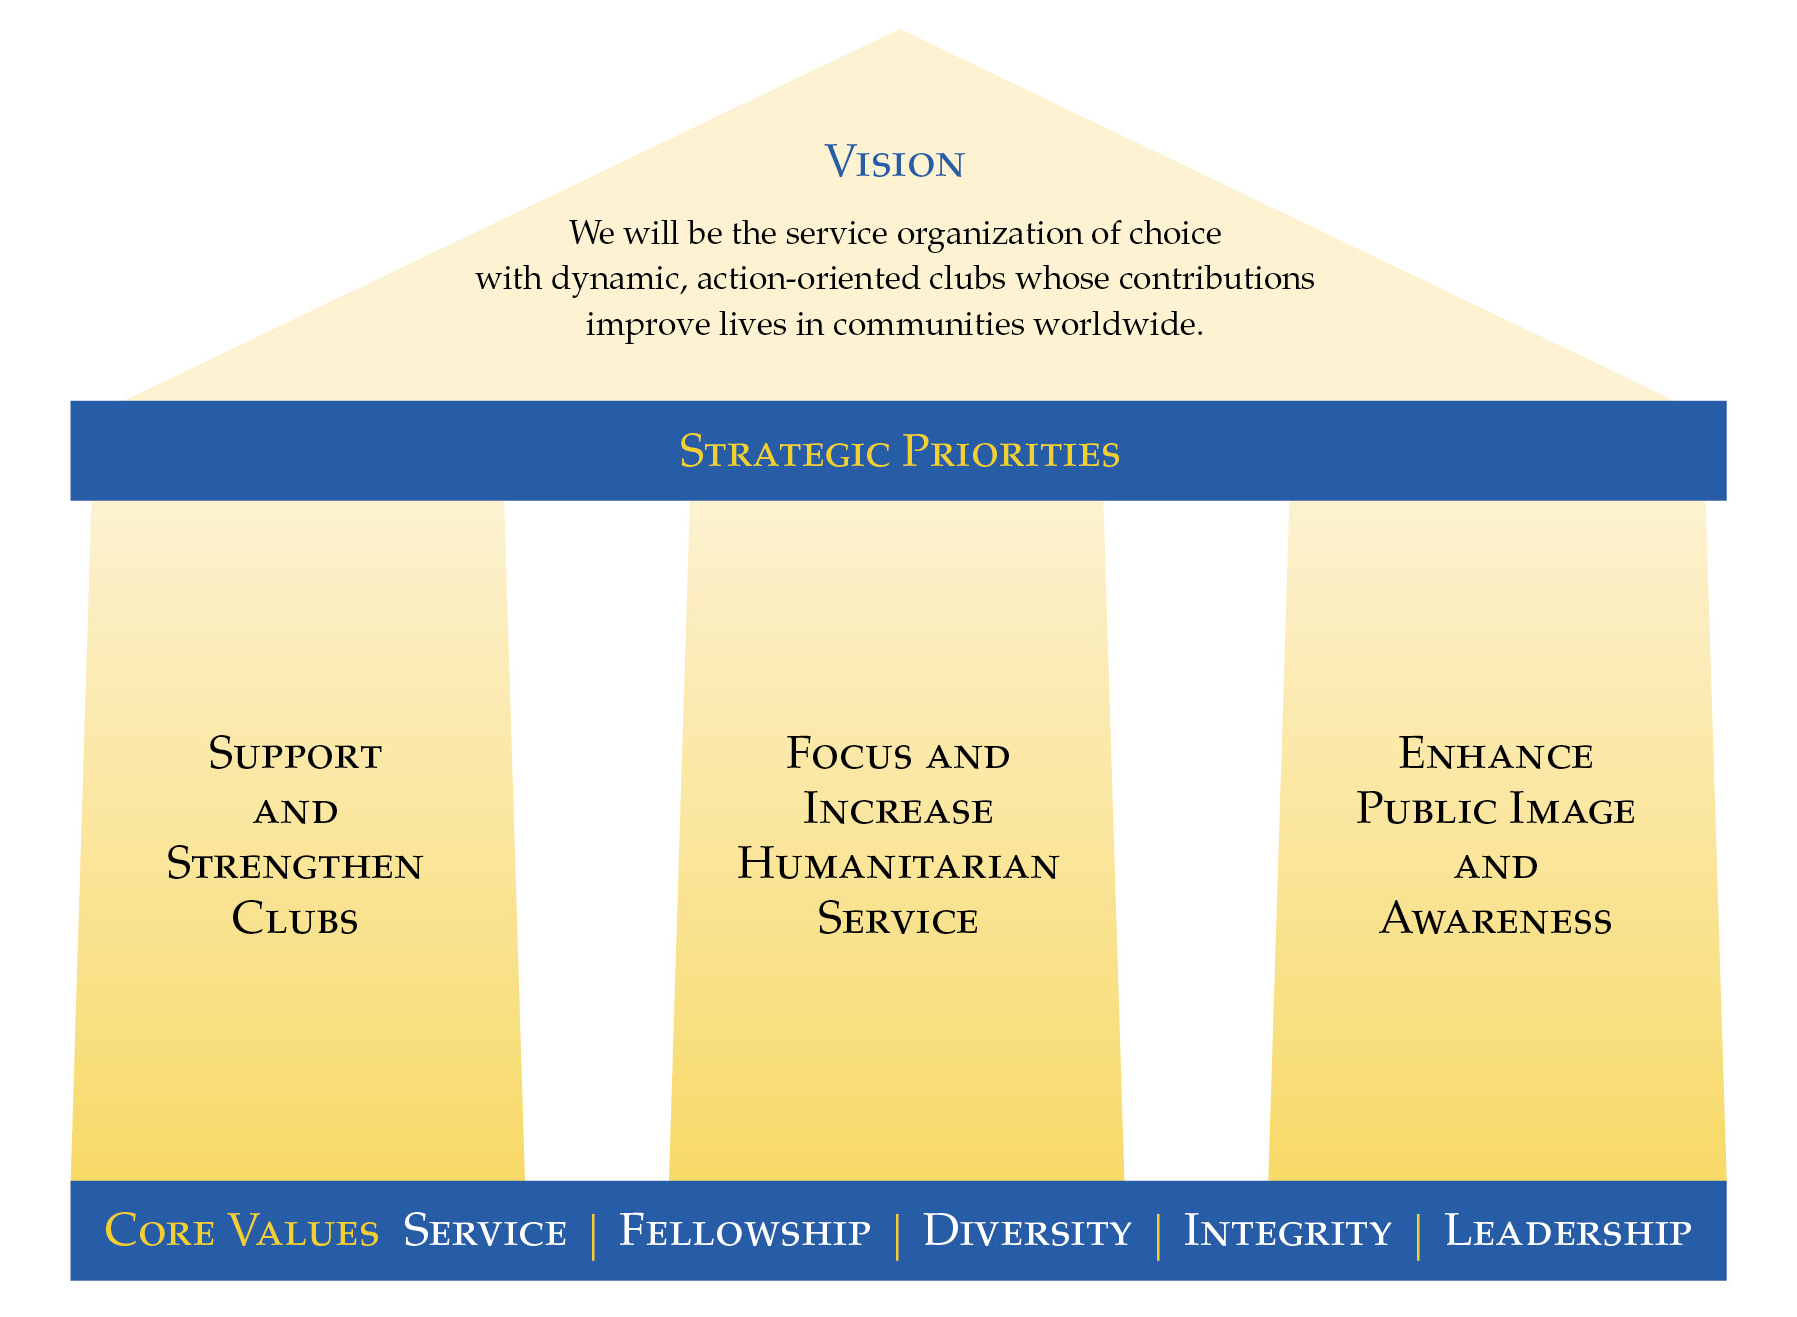 Vision
We will be the service organization of choice
with dynamic, action-oriented clubs whose contributions
improve lives in communities worldwide.
Strategic Priorities
Support
and
Strengthen
Clubs
Focus and
Increase
Humanitarian
Service
Enhance
Public Image
and
Awareness
Core Values Service | Fellowship | Diversity | Integrity | Leadership